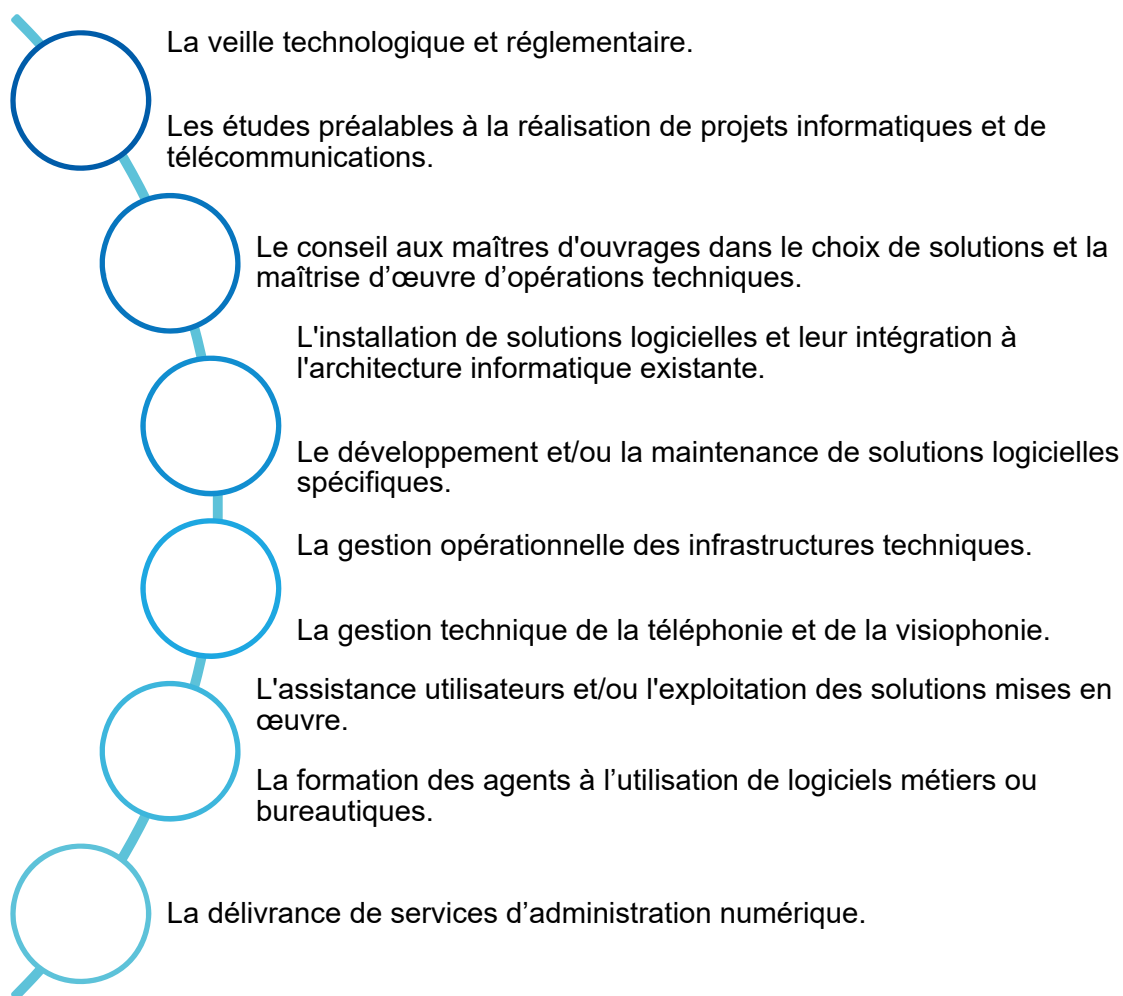 La veille technologique et réglementaire.
Les études préalables à la réalisation de projets informatiques et de
télécommunications.
Le conseil aux maîtres d'ouvrages dans le choix de solutions et la
maîtrise d’œuvre d’opérations techniques.
L'installation de solutions logicielles et leur intégration à
l'architecture informatique existante.
Le développement et/ou la maintenance de solutions logicielles
spécifiques.
La gestion opérationnelle des infrastructures techniques.
La gestion technique de la téléphonie et de la visiophonie.
L'assistance utilisateurs et/ou l'exploitation des solutions mises en
œuvre.
La formation des agents à l’utilisation de logiciels métiers ou
bureautiques.
La délivrance de services d’administration numérique.